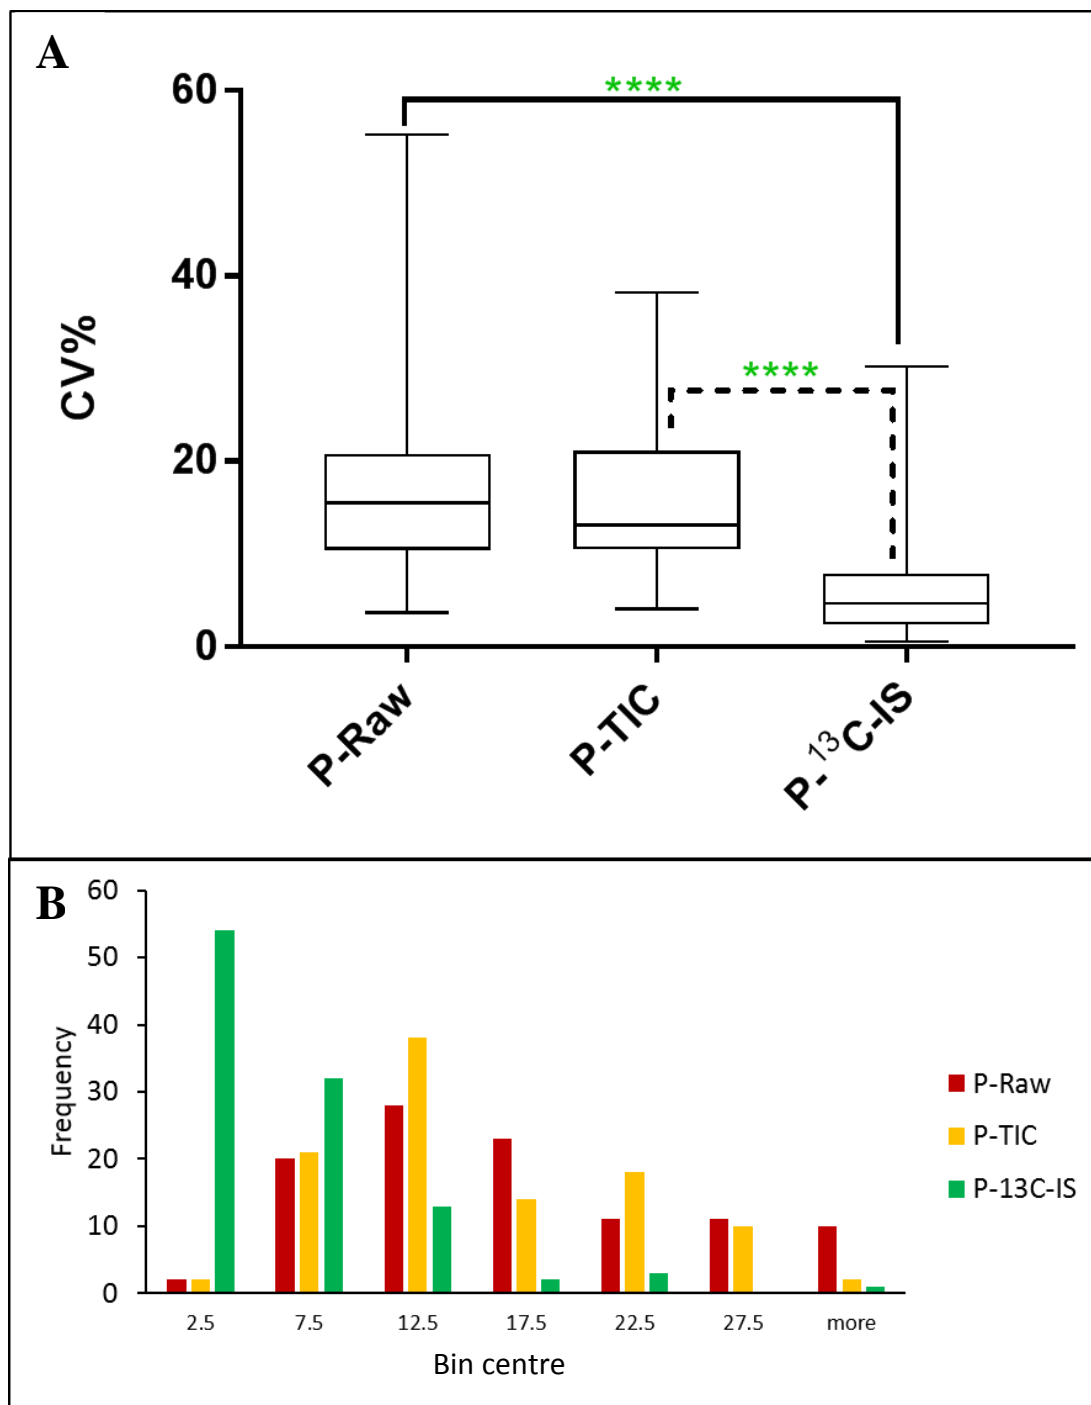 A
****
60
****
40
CV%
20
0
P-Raw
P-TIC
P-¹³C-IS
B
60
50
40
30
20
10
0
Frequency
2.5 7.5 12.5 17.5 22.5 27.5 more
Bin centre
P-Raw
P-TIC
P-13C-IS